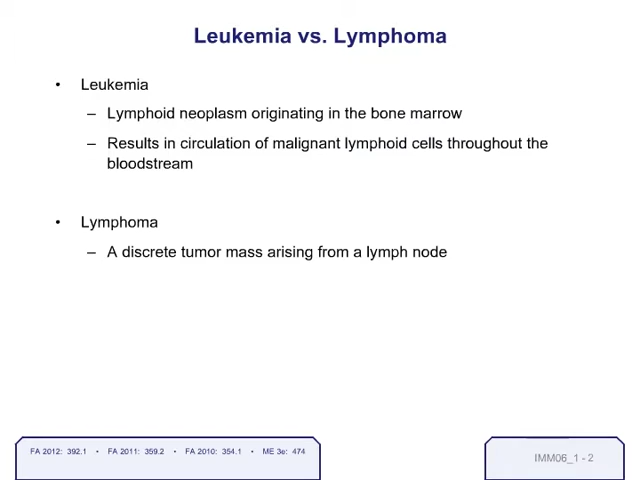 Leukemia vs. Lymphoma
• Leukemia
– Lymphoid neoplasm originating in the bone marrow
– Results in circulation of malignant lymphoid cells throughout the
bloodstream
• Lymphoma
– A discrete tumor mass arising from a lymph node
FA 2012: 392.1 • FA 2011: 359.2 • FA 2010: 354.1 • ME 3e: 474
IMM06_1 - 2